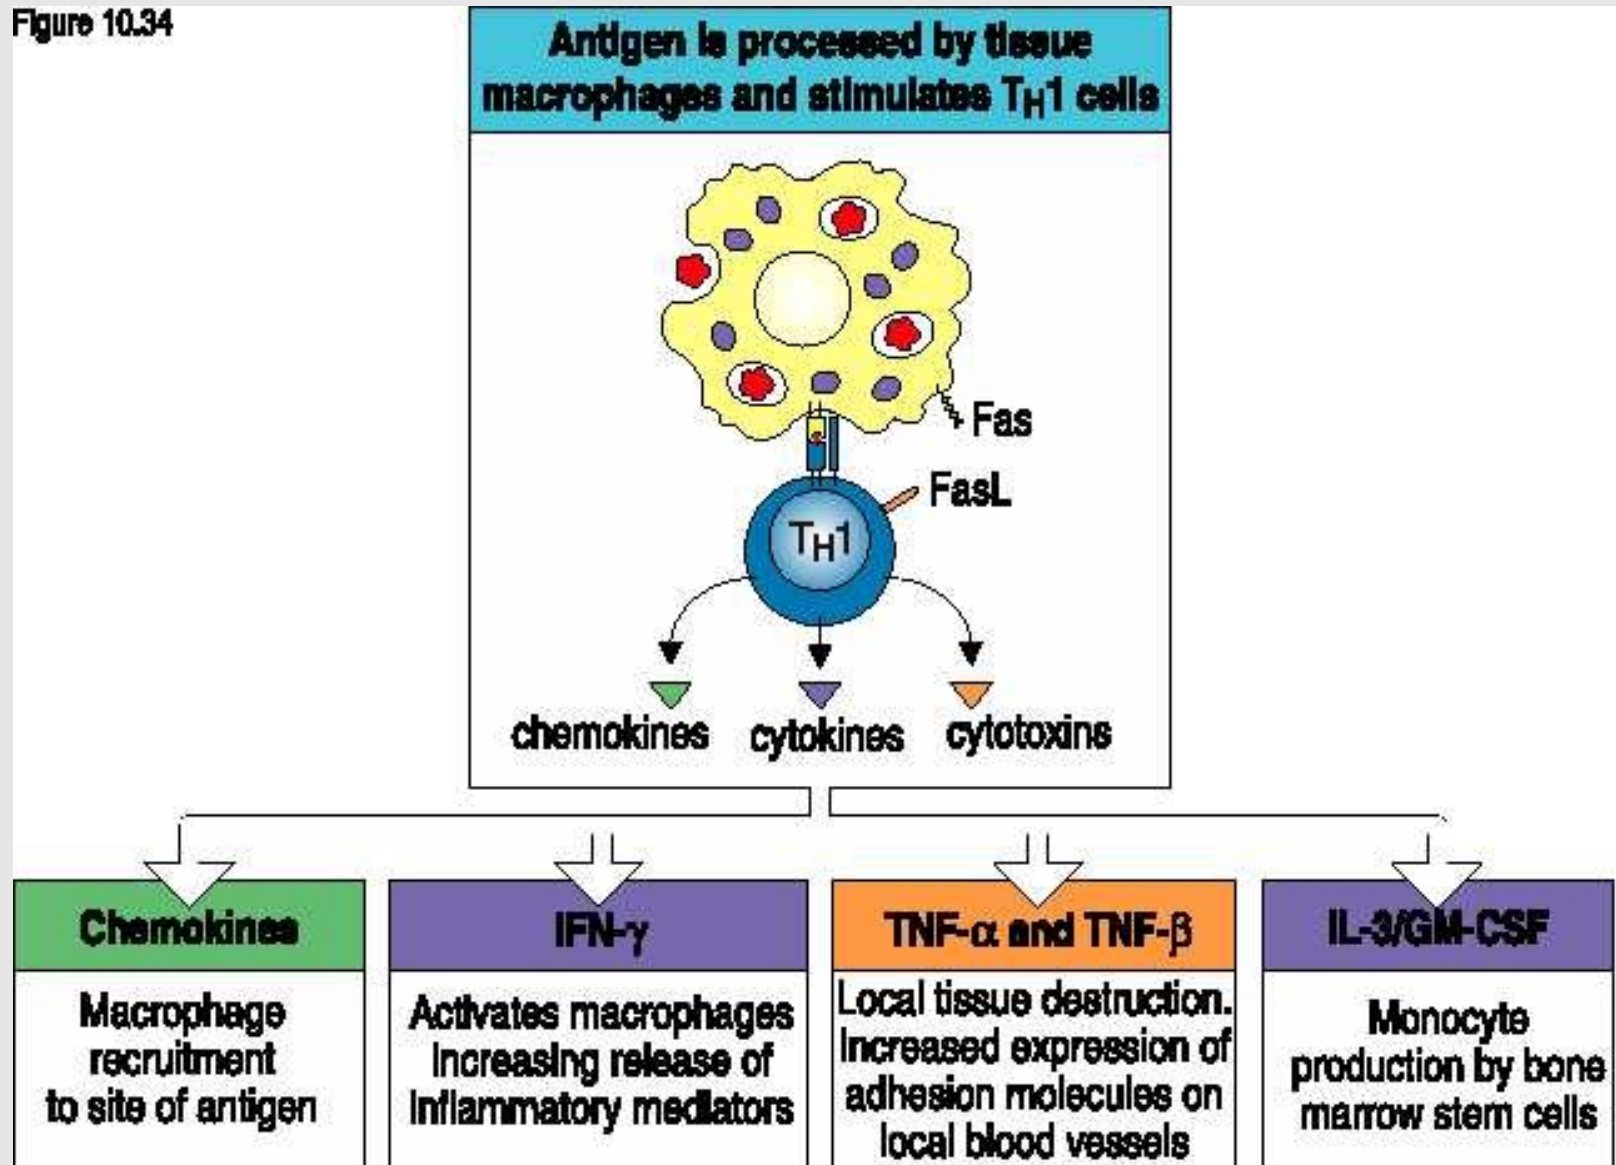 Figure 10.34
Antigen is processed by tissue
macrophages and stimulates TH1 cells
Fas
FasL
TH1
chemokines
cytokines
cytotoxins
Chemokines
Macrophage
recruitment
to site of antigen
IFN-γ
Activates macrophages
increasing release of
inflammatory mediators
TNF-α and TNF-β
Local tissue destruction.
Increased expression of
adhesion molecules on
local blood vessels
IL-3/GM-CSF
Monocyte
production by bone
marrow stem cells